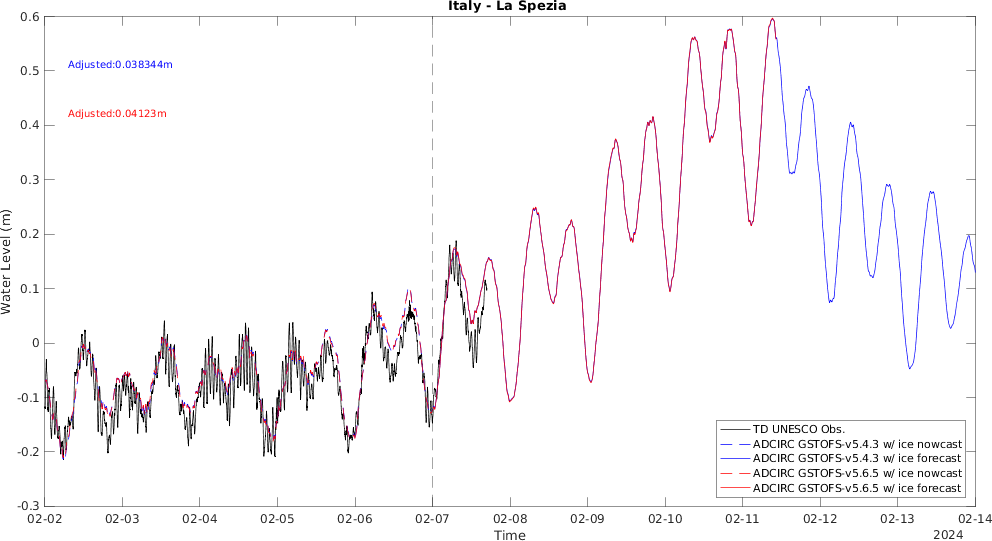 Italy - La Spezia
0.6
0.5
0.4
0.3
0.2
0.1
0
-0.1
-0.2
-0.3
Water Level (m)
Adjusted:0.038344m
Adjusted:0.04123m
TD UNESCO Obs.
ADCIRC GSTOFS-v5.4.3 w/ ice nowcast
ADCIRC GSTOFS-v5.4.3 w/ ice forecast
ADCIRC GSTOFS-v5.6.5 w/ ice nowcast
ADCIRC GSTOFS-v5.6.5 w/ ice forecast
02-02 02-03 02-04 02-05 02-06 02-07 02-08 02-09 02-10 02-11 02-12 02-13 02-14
Time
2024